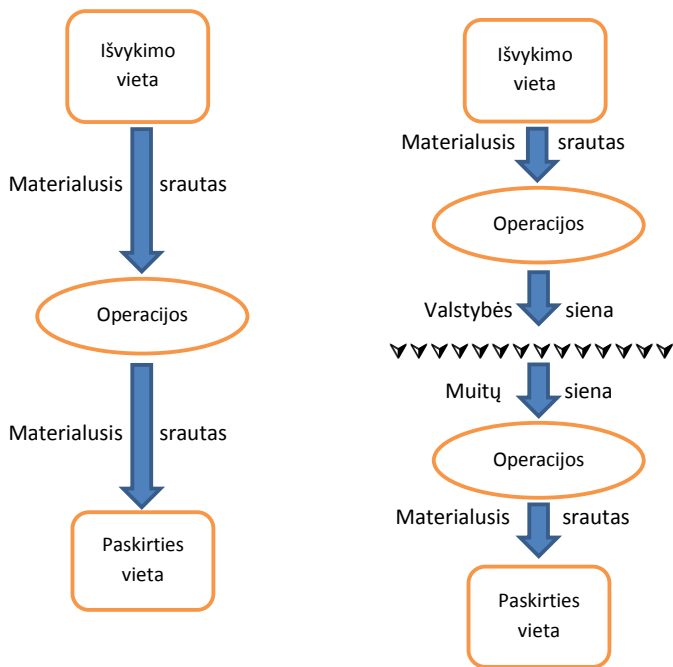 Išvykimo
vieta
Materialusis srautas
Operacijos
Materialusis srautas
Paskirties
vieta
Išvykimo
vieta
Materialusis srautas
Operacijos
Valstybės siena
Muitų siena
Operacijos
Materialusis srautas
Paskirties
vieta